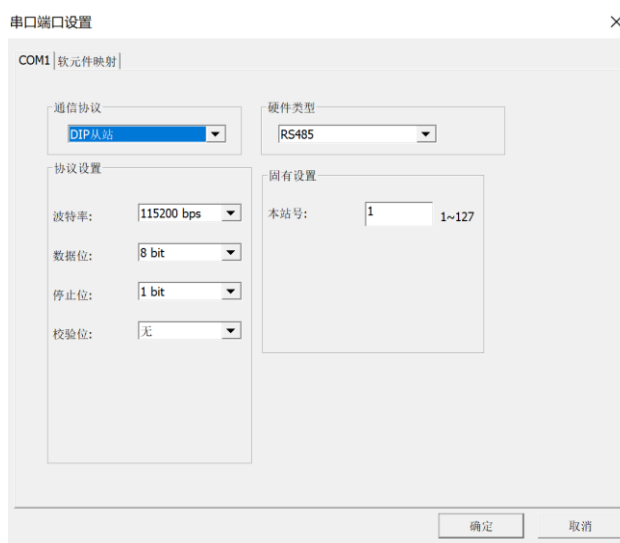 串口端口设置
COM1 软元件映射
通信协议
DIP从站
硬件类型
RS485
协议设置
波特率: 115200 bps
数据位: 8 bit
停止位: 1 bit
校验位: 无
固有设置
本站号: 1 1~127
确定 取消